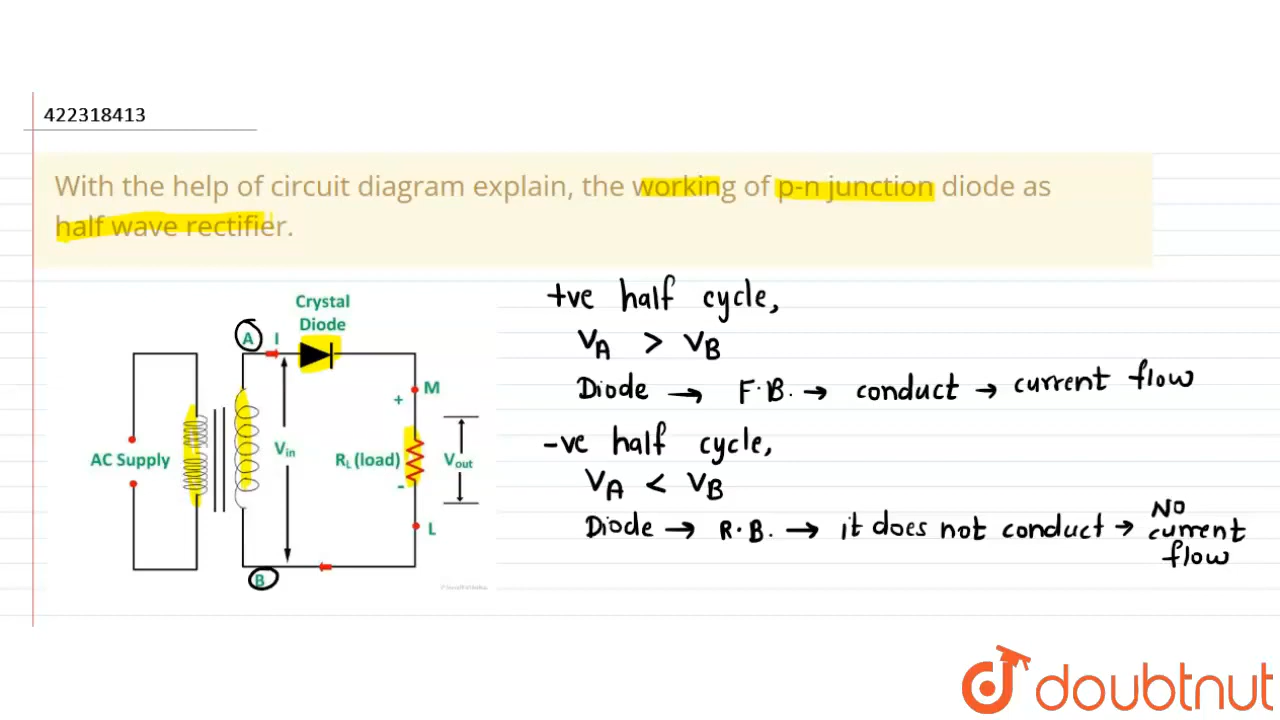 422318413
With the help of circuit diagram explain, the working of p-n junction diode as
half wave rectifier.
Crystal
Diode
A
I
M
+
AC Supply
Vin
RL (load)
Vout
-
L
B
+ve half cycle,
VA > VB
Diode → F.B. → conduct → current flow
-ve half cycle,
VA < VB
Diode → R.B. → it does not conduct → No
current
flow
doubtnut